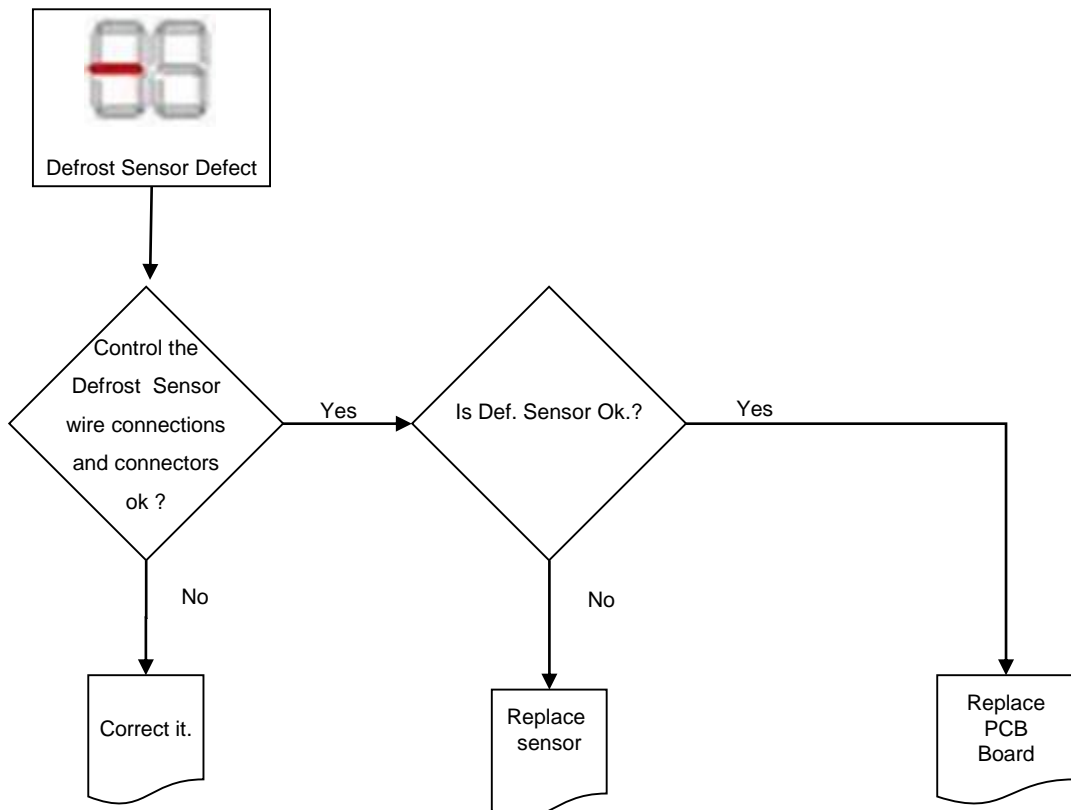 Defrost Sensor Defect
Control the
Defrost Sensor
wire connections
and connectors
ok ?
Yes
Is Def. Sensor Ok.?
Yes
No
No
Correct it.
Replace
sensor
Replace
PCB
Board